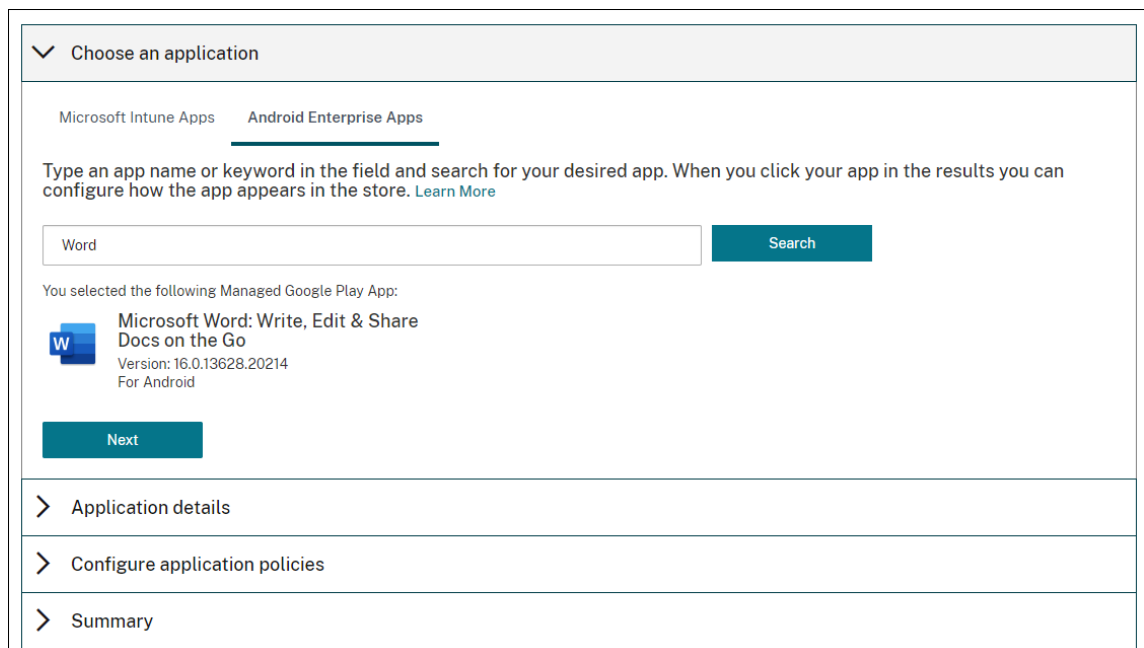 Choose an application
Microsoft Intune Apps
Android Enterprise Apps
Type an app name or keyword in the field and search for your desired app. When you click your app in the results you can
configure how the app appears in the store. Learn More
Word
Search
You selected the following Managed Google Play App:
W
Microsoft Word: Write, Edit & Share
Docs on the Go
Version: 16.0.13628.20214
For Android
Next
Application details
Configure application policies
Summary